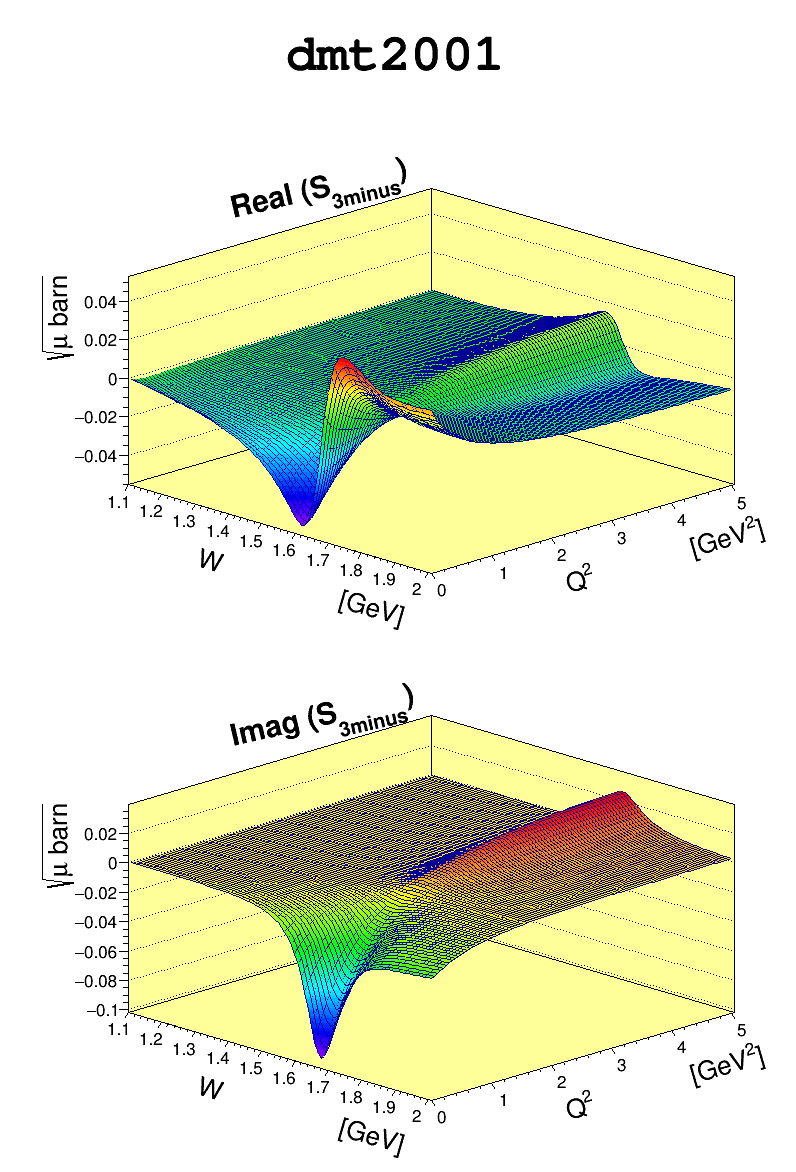 dmt2001
Real (S3minus)
√μ barn
0.04
0.02
0
−0.02
−0.04
1.1 1.2 1.3 1.4 1.5 1.6 1.7 1.8 1.9 2
W
[GeV]
0 1 2 3 4 5
Q2
[GeV2]
Imag (S3minus)
√μ barn
0.02
0
−0.02
−0.04
−0.06
−0.08
−0.1
1.1 1.2 1.3 1.4 1.5 1.6 1.7 1.8 1.9 2
W
[GeV]
0 1 2 3 4 5
Q2
[GeV2]